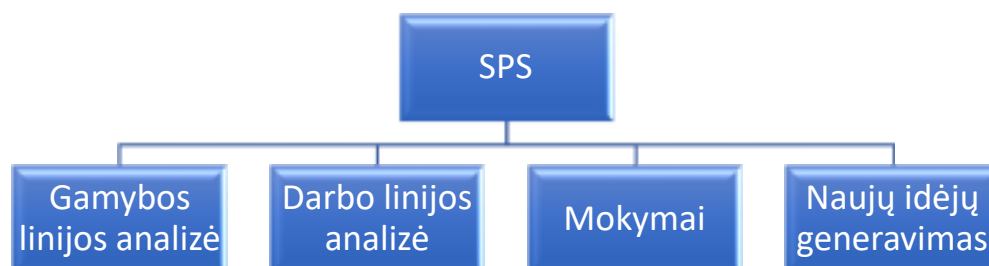 SPS
Gamybos
linijos analizė
Darbo linijos
analizė
Mokymai
Naujų idėjų
generavimas